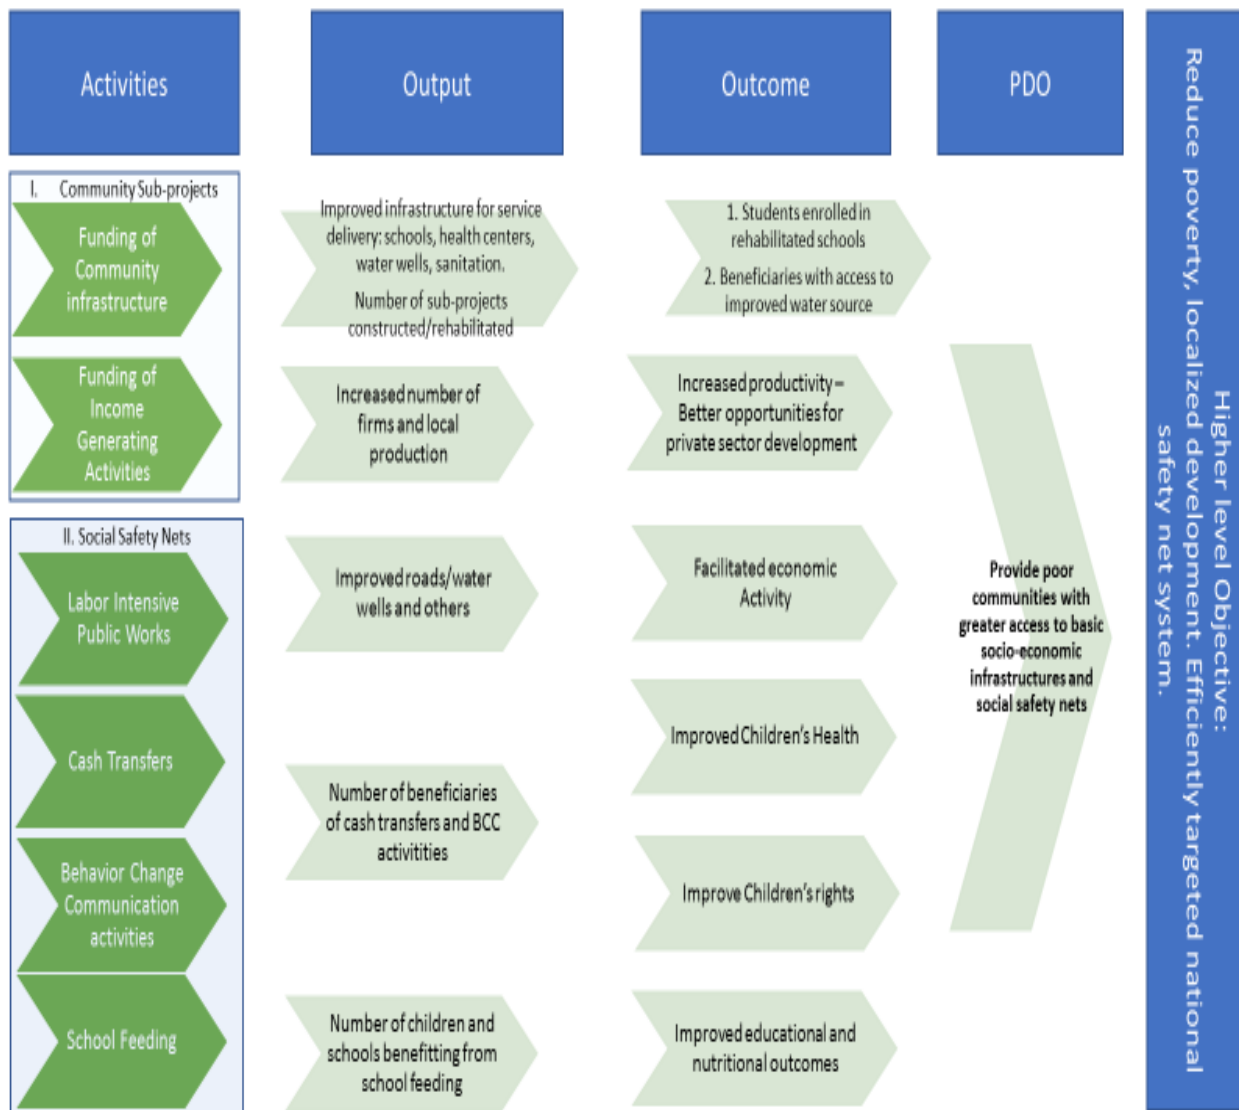 Activities
Output
Outcome
PDO
I. Community Sub-projects
Funding of
Community
infrastructure
Improved infrastructure for service
delivery: schools, health centers,
water wells, sanitation.
Number of sub-projects
constructed/rehabilitated
1. Students enrolled in
rehabilitated schools
2. Beneficiaries with access to
improved water source
Funding of
Income
Generating
Activities
Increased number of
firms and local
production
Increased productivity –
Better opportunities for
private sector development
II. Social Safety Nets
Labor Intensive
Public Works
Improved roads/water
wells and others
Facilitated economic
Activity
Cash Transfers
Number of beneficiaries
of cash transfers and BCC
activitities
Improved Children's Health
Behavior Change
Communication
activities
Improve Children's rights
School Feeding
Number of children and
schools benefitting from
school feeding
Improved educational and
nutritional outcomes
Provide poor
communities with
greater access to basic
socio-economic
infrastructures and
social safety nets
Higher level Objective:
Reduce poverty, localized development. Efficiently targeted national
safety net system.